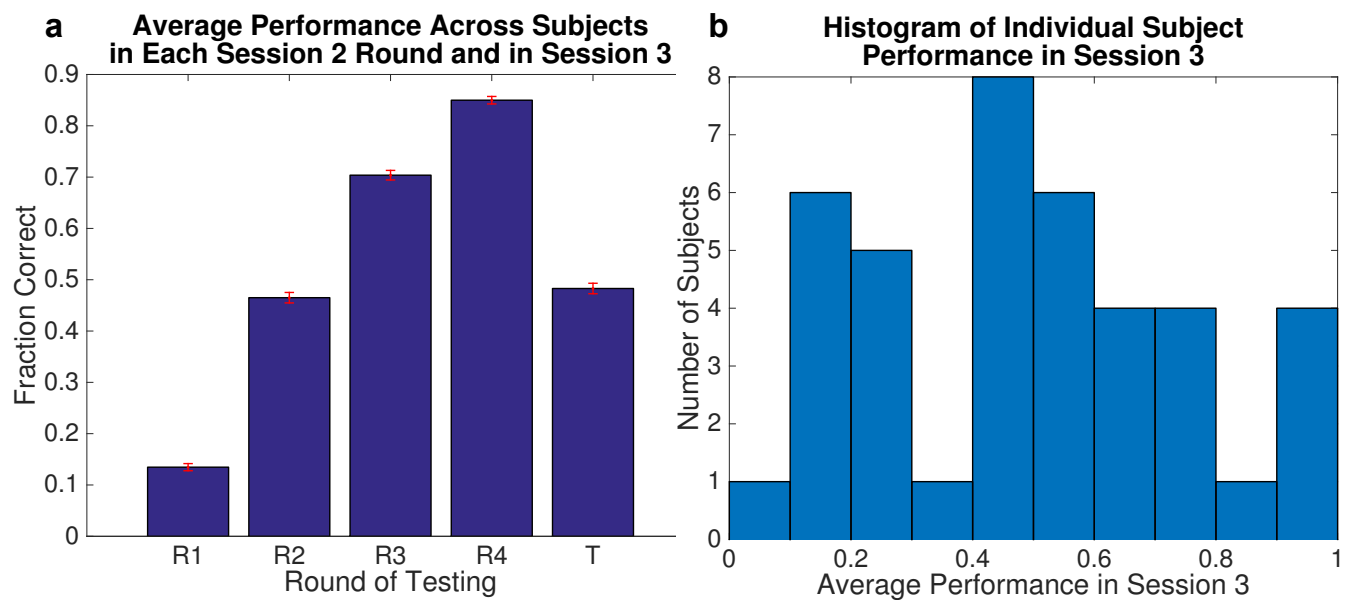 a
Average Performance Across Subjects
in Each Session 2 Round and in Session 3
0.9
0.8
0.7
0.6
0.5
0.4
0.3
0.2
0.1
0
Fraction Correct
R1 R2 R3 R4 T
Round of Testing
b
Histogram of Individual Subject
Performance in Session 3
8
7
6
5
4
3
2
1
0
Number of Subjects
0 0.2 0.4 0.6 0.8 1
Average Performance in Session 3